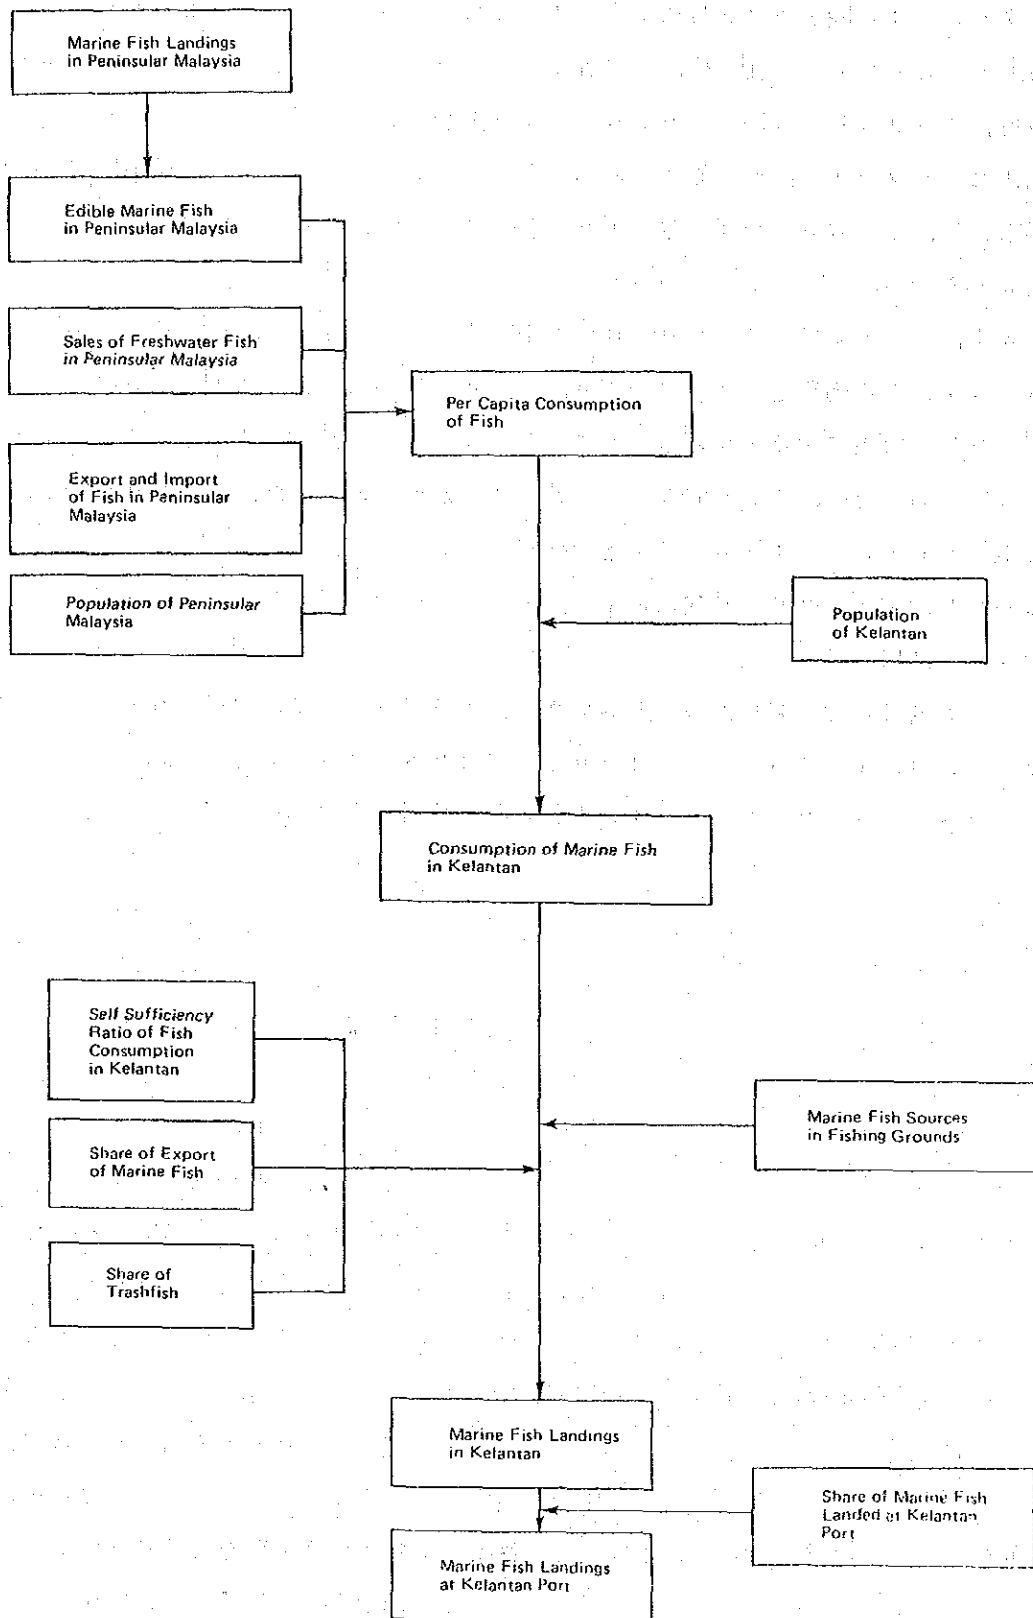 Marine Fish Landings
in Peninsular Malaysia
Edible Marine Fish
in Peninsular Malaysia
Sales of Freshwater Fish
in Peninsular Malaysia
Export and Import
of Fish in Peninsular
Malaysia
Population of Peninsular
Malaysia
Per Capita Consumption
of Fish
Population
of Kelantan
Consumption of Marine Fish
in Kelantan
Self Sufficiency
Ratio of Fish
Consumption
in Kelantan
Share of Export
of Marine Fish
Share of
Trashfish
Marine Fish Sources
in Fishing Grounds
Marine Fish Landings
in Kelantan
Share of Marine Fish
Landed at Kelantan
Port
Marine Fish Landings
at Kelantan Port